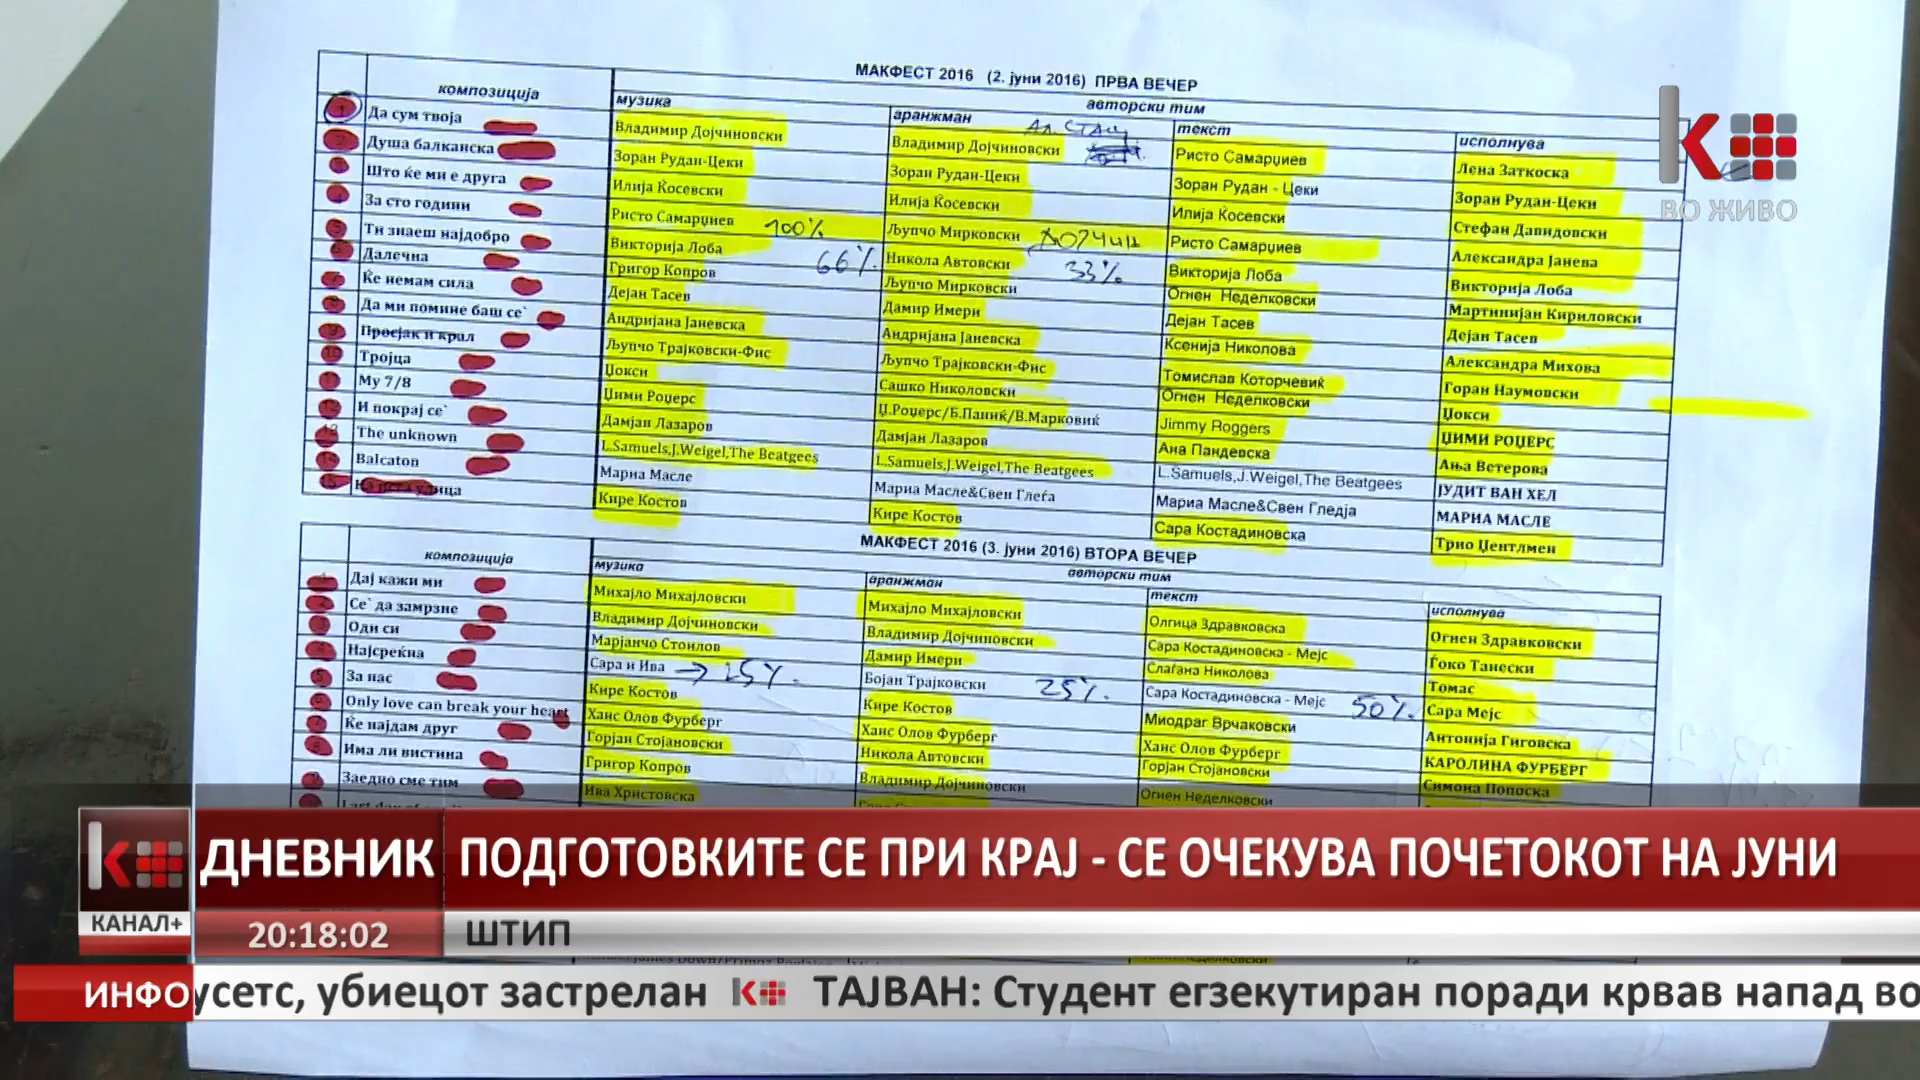 МАКФЕСТ 2016 (2. јуни 2016) ПРВА ВЕЧЕР
композиција музика авторски тим
аранжман текст исполнува
1 Да сум твоја Владимир Дојчиновски Владимир Дојчиновски Ристо Самарџиев Лена Заткоска
Душа балканска Зоран Рудан-Цеки Зоран Рудан-Цеки Зоран Рудан - Цеки Зоран Рудан-Цеки
Што ќе ми е друга Илија Ќосевски Илија Ќосевски Илија Ќосевски Стефан Давидовски
За сто години Ристо Самарџиев 100% Љупчо Мирковски Ристо Самарџиев Александра Јанева
Ти знаеш најдобро Викторија Лоба 66% Никола Автовски 33% Викторија Лоба Викторија Лоба
Далечна Григор Копров Љупчо Мирковски Огнен Неделковски Мартинијан Кириловски
Ќе немам сила Дејан Тасев Дамир Имери Дејан Тасев Дејан Тасев
Да ми помине баш се` Андријана Јаневска Андријана Јаневска Ксенија Николова Александра Михова
Просјак и крал Љупчо Трајковски-Фис Љупчо Трајковски-Фис Томислав Которчевиќ Горан Наумовски
Тројца Џокси Сашко Николовски Огнен Неделковски Џокси
Му 7/8 Џими Роџерс Џ.Роџерс/Б.Паниќ/В.Марковиќ Jimmy Roggers ЏИМИ РОЏЕРС
И покрај се` Дамјан Лазаров Дамјан Лазаров Ана Пандевска Ања Ветерова
The unknown L.Samuels,J.Weigel,The Beatgees L.Samuels,J.Weigel,The Beatgees L.Samuels,J.Weigel,The Beatgees ЈУДИТ ВАН ХЕЛ
Balcaton Марна Масле Марна Масле&Свен Глеѓа Мариа Масле&Свен Гледја МАРИА МАСЛЕ
Кире Костов Кире Костов Сара Костадиновска Трио Џентлмен
МАКФЕСТ 2016 (3. јуни 2016) ВТОРА ВЕЧЕР
композиција музика авторски тим
аранжман текст исполнува
Дај кажи ми Михајло Михајловски Михајло Михајловски Олгица Здравковска Огнен Здравковски
Се` да замрзне Владимир Дојчиновски Владимир Дојчиновски Сара Костадиновска - Мејс Ѓоко Танески
Оди си Марјанчо Стоилов Дамир Имери Слаѓана Николова Томас
Најсреќна Сара и Ива 25% Бојан Трајковски 25% Сара Костадиновска - Мејс 50% Сара Мејс
За нас Кире Костов Кире Костов Миодраг Врчаковски Антонија Гиговска
Only love can break your heart Ханс Олов Фурберг Ханс Олов Фурберг Ханс Олов Фурберг КАРОЛИНА ФУРБЕРГ
Ќе најдам друг Горјан Стојановски Никола Автовски Горјан Стојановски Симона Попоска
Има ли вистина Григор Копров Владимир Дојчиновски Огнен Неделковски
Заедно сме тим Ива Христовска
К
ВО ЖИВО
К КАНАЛ+
ДНЕВНИК
ПОДГОТОВКИТЕ СЕ ПРИ КРАЈ - СЕ ОЧЕКУВА ПОЧЕТОКОТ НА ЈУНИ
20:18:02 ШТИП
ИНФО усетс, убиецот застрелан К ТАЈВАН: Студент егзекутиран поради крвав напад во